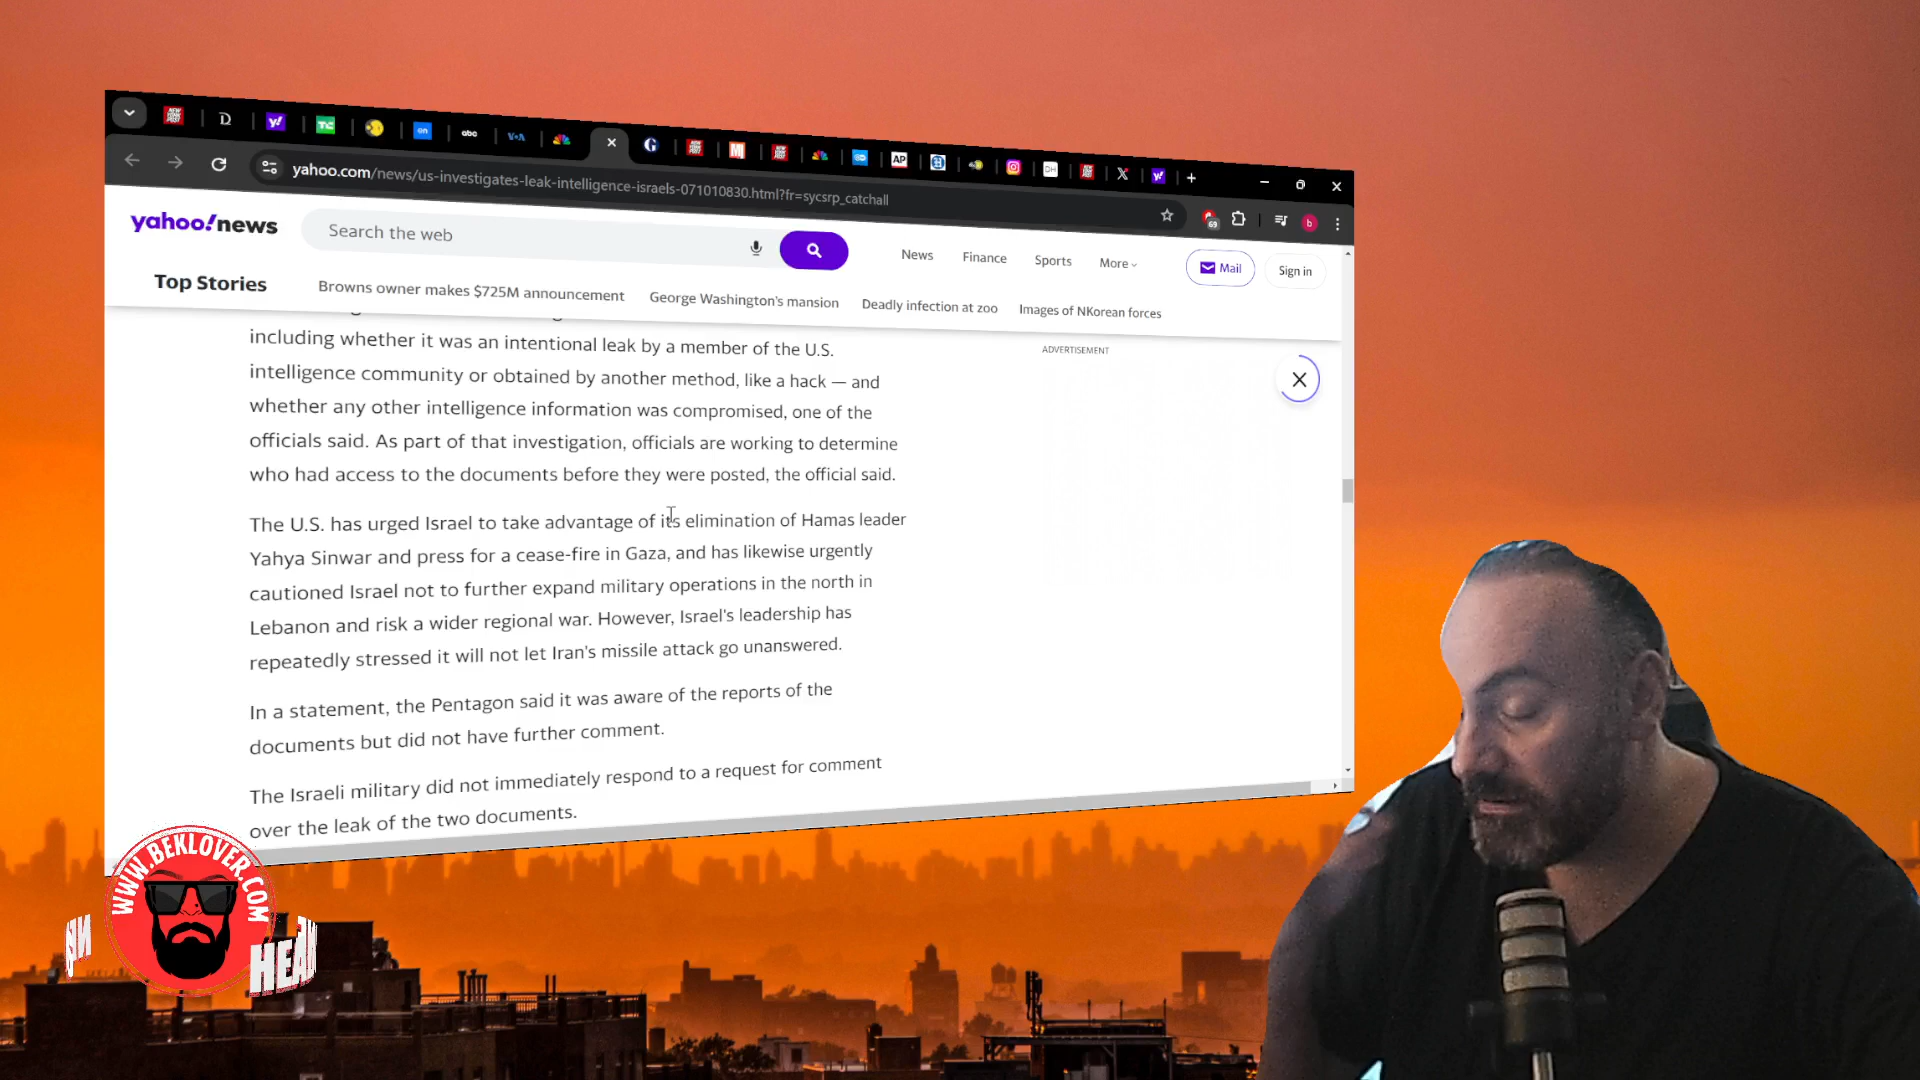 yahoo.com/news/us-investigates-leak-intelligence-israels-071010830.html?fr=sycsrp_catchall
69
b
yahoo!news
Search the web
News
Finance
Sports
More
Mail
Sign in
Top Stories
Browns owner makes $725M announcement
George Washington's mansion
Deadly infection at zoo
Images of NKorean forces
ADVERTISEMENT
including whether it was an intentional leak by a member of the U.S.
intelligence community or obtained by another method, like a hack — and
whether any other intelligence information was compromised, one of the
officials said. As part of that investigation, officials are working to determine
who had access to the documents before they were posted, the official said.
The U.S. has urged Israel to take advantage of its elimination of Hamas leader
Yahya Sinwar and press for a cease-fire in Gaza, and has likewise urgently
cautioned Israel not to further expand military operations in the north in
Lebanon and risk a wider regional war. However, Israel's leadership has
repeatedly stressed it will not let Iran's missile attack go unanswered.
In a statement, the Pentagon said it was aware of the reports of the
documents but did not have further comment.
The Israeli military did not immediately respond to a request for comment
over the leak of the two documents.
WWW.BEKLOVER.COM